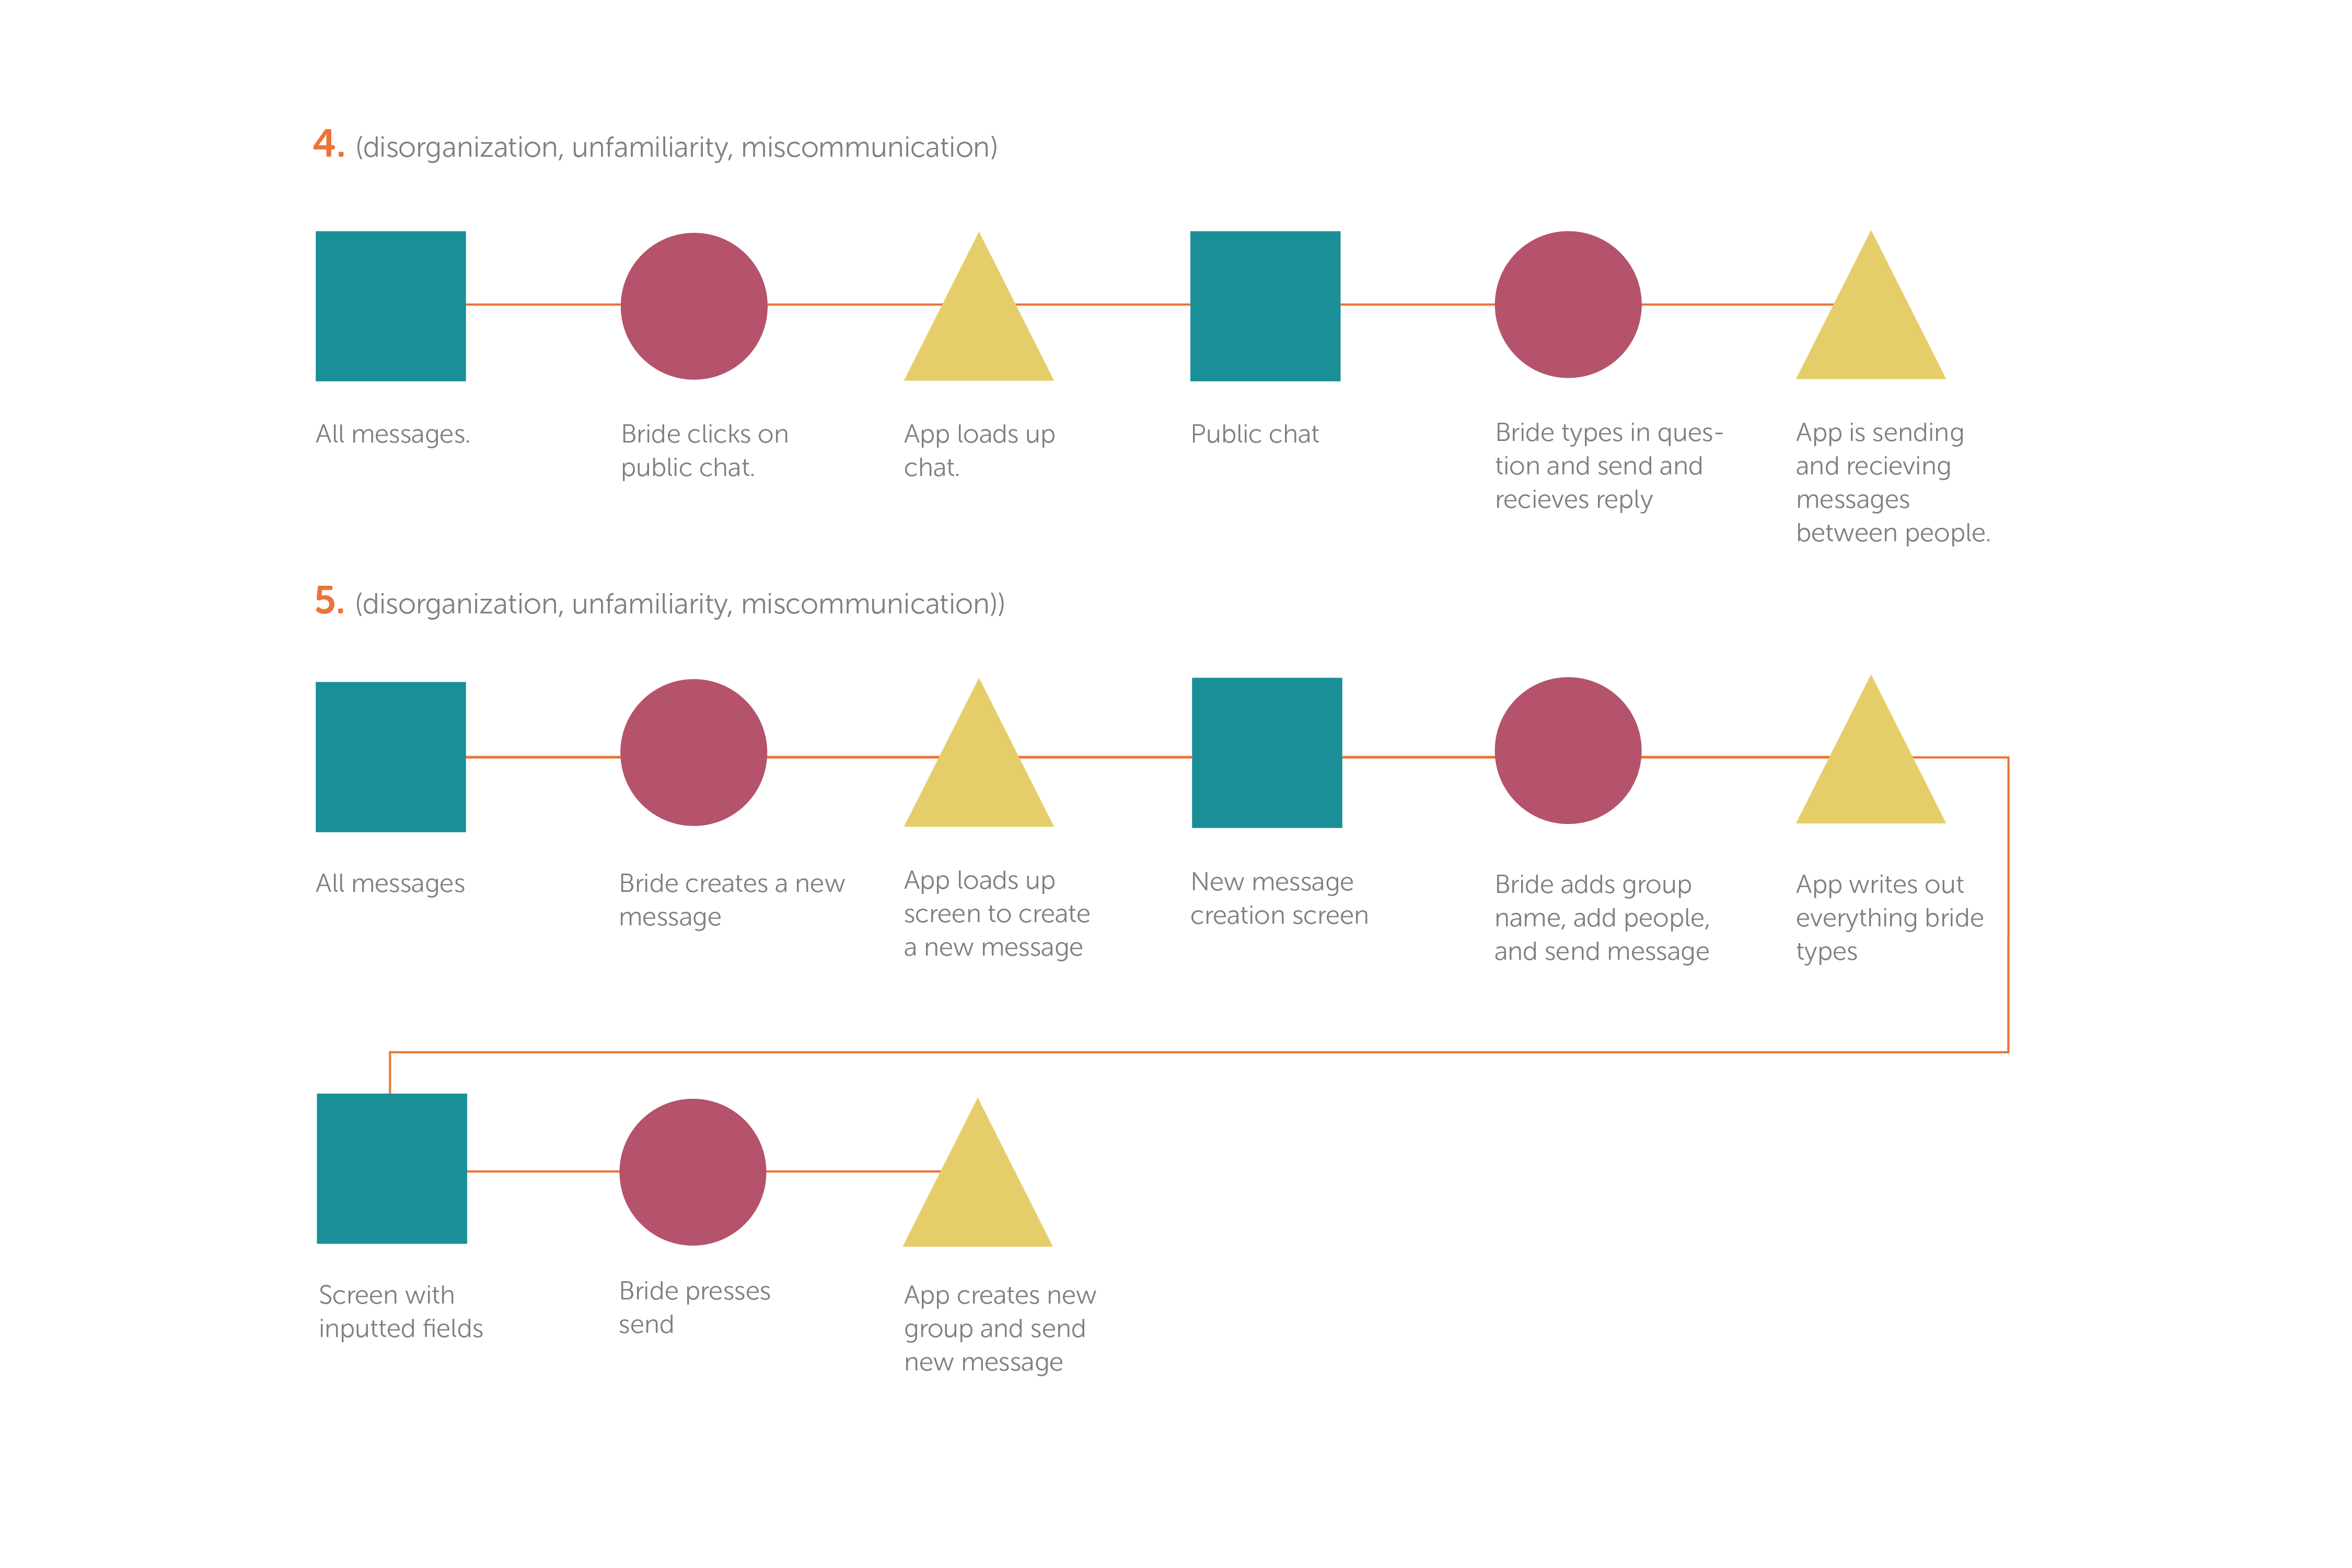 4. (disorganization, unfamiliarity, miscommunication)
All messages.
Bride clicks on
public chat.
App loads up
chat.
Public chat
Bride types in ques-
tion and send and
recieves reply
App is sending
and recieving
messages
between people.
5. (disorganization, unfamiliarity, miscommunication))
All messages
Bride creates a new
message
App loads up
screen to create
a new message
New message
creation screen
Bride adds group
name, add people,
and send message
App writes out
everything bride
types
Screen with
inputted fields
Bride presses
send
App creates new
group and send
new message